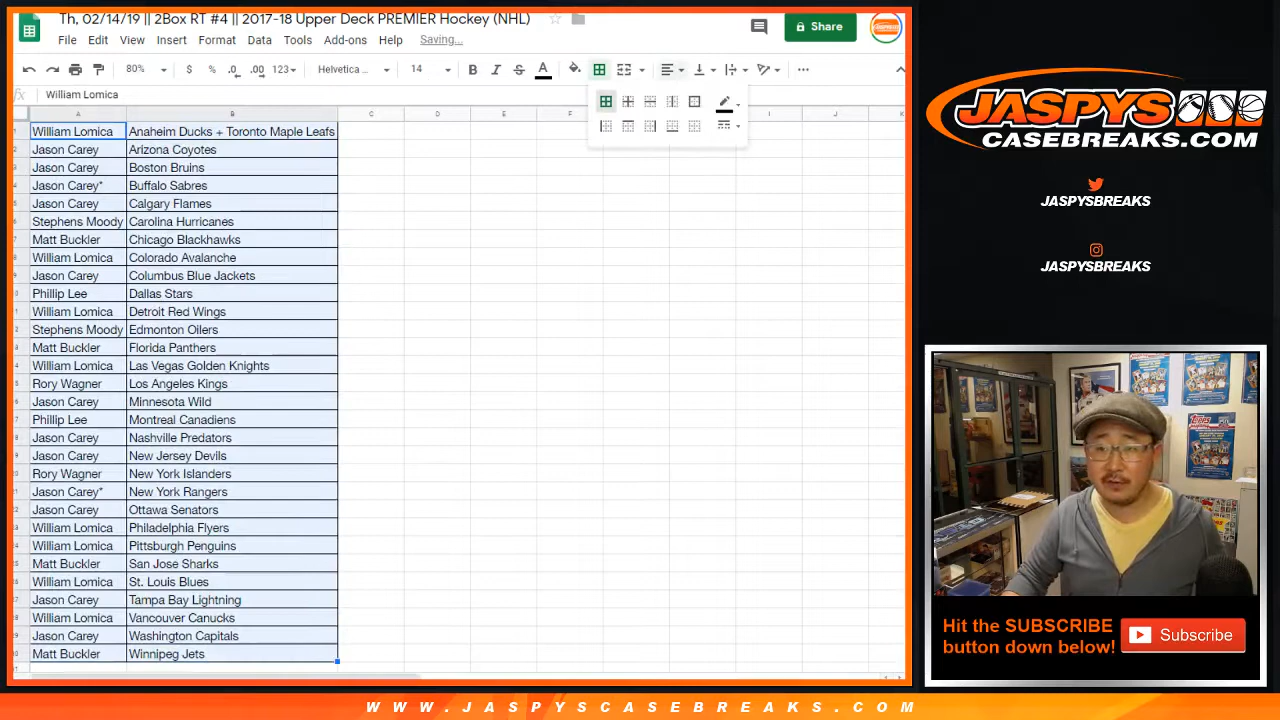 Th, 02/14/19 || 2Box RT #4 || 2017-18 Upper Deck PREMIER Hockey (NHL)
File Edit View Insert Format Data Tools Add-ons Help Saving...
Share
80% $ % .0 .00 123 Helvetica ... 14 B I S A
fx William Lomica
A B C D E F I J K
William Lomica Anaheim Ducks + Toronto Maple Leafs
2 Jason Carey Arizona Coyotes
3 Jason Carey Boston Bruins
4 Jason Carey* Buffalo Sabres
5 Jason Carey Calgary Flames
6 Stephens Moody Carolina Hurricanes
7 Matt Buckler Chicago Blackhawks
8 William Lomica Colorado Avalanche
9 Jason Carey Columbus Blue Jackets
Phillip Lee Dallas Stars
William Lomica Detroit Red Wings
Stephens Moody Edmonton Oilers
Matt Buckler Florida Panthers
William Lomica Las Vegas Golden Knights
Rory Wagner Los Angeles Kings
Jason Carey Minnesota Wild
Phillip Lee Montreal Canadiens
Jason Carey Nashville Predators
Jason Carey New Jersey Devils
Rory Wagner New York Islanders
Jason Carey* New York Rangers
Jason Carey Ottawa Senators
William Lomica Philadelphia Flyers
William Lomica Pittsburgh Penguins
Matt Buckler San Jose Sharks
William Lomica St. Louis Blues
Jason Carey Tampa Bay Lightning
William Lomica Vancouver Canucks
Jason Carey Washington Capitals
Matt Buckler Winnipeg Jets
JASPYS
CASEBREAKS.COM
JASPYSBREAKS
JASPYSBREAKS
Hit the SUBSCRIBE
button down below!
Subscribe
WWW.JASPYSCASEBREAKS.COM